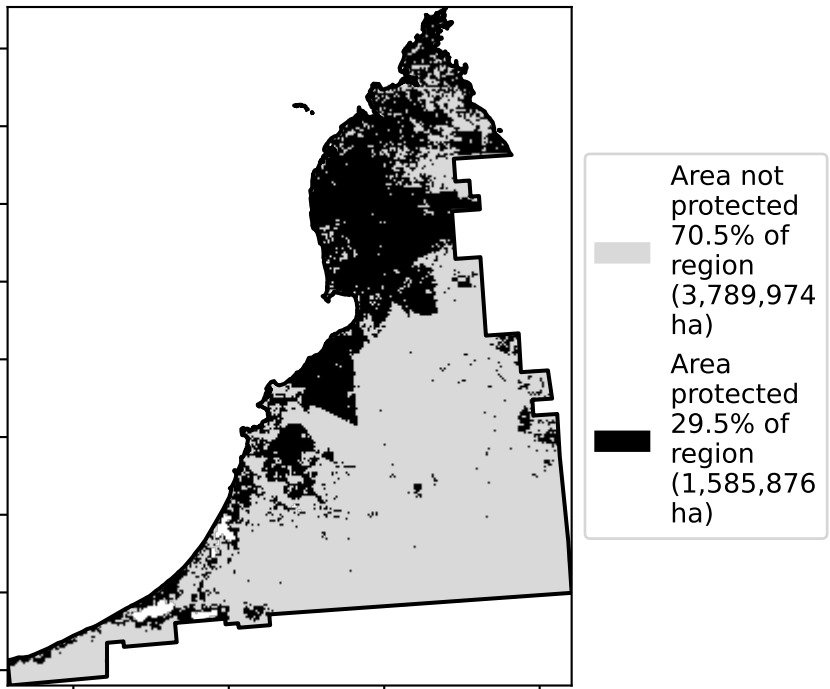 Area not
protected
70.5% of
region
(3,789,974
ha)
Area
protected
29.5% of
region
(1,585,876
ha)